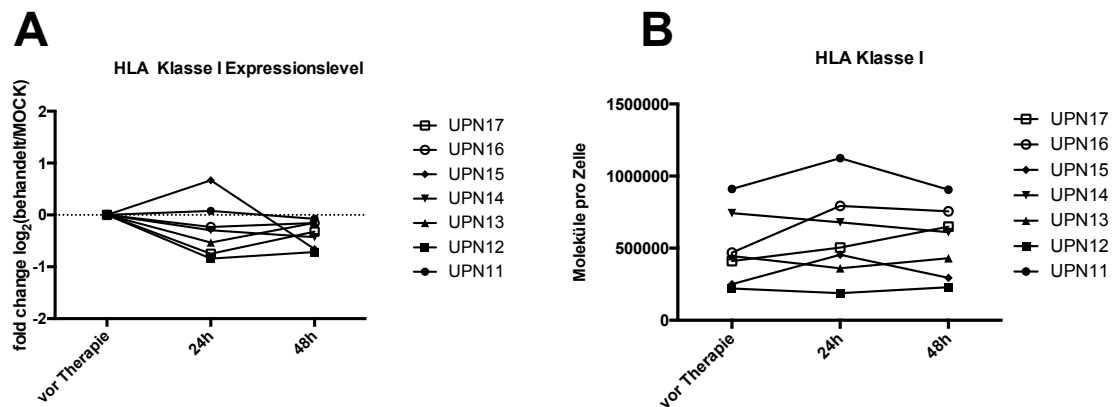 A
HLA Klasse I Expressionslevel
fold change log2(behandelt/MOCK)
2
1
0
-1
-2
vor Therapie
24h
48h
UPN17
UPN16
UPN15
UPN14
UPN13
UPN12
UPN11
B
HLA Klasse I
Moleküle pro Zelle
1500000
1000000
500000
0
vor Therapie
24h
48h
UPN17
UPN16
UPN15
UPN14
UPN13
UPN12
UPN11